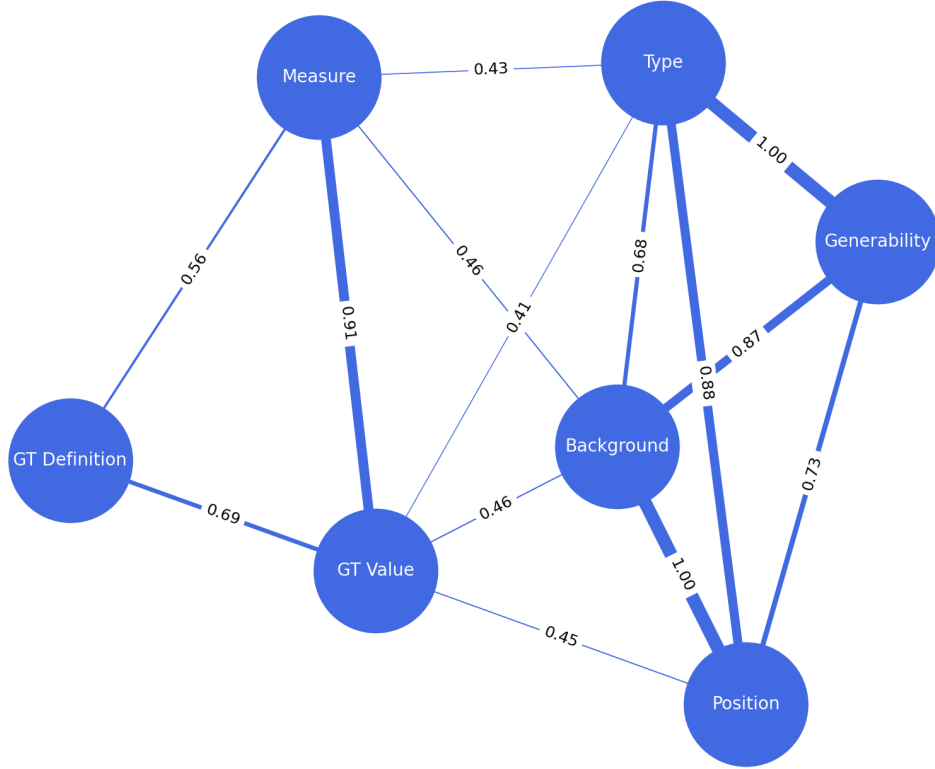 Type
Measure
0.43
1.00
Generability
0.68
0.46
0.56
0.41
0.91
0.87
0.88
Background
GT Definition
0.73
0.46
0.69
GT Value
1.00
0.45
Position